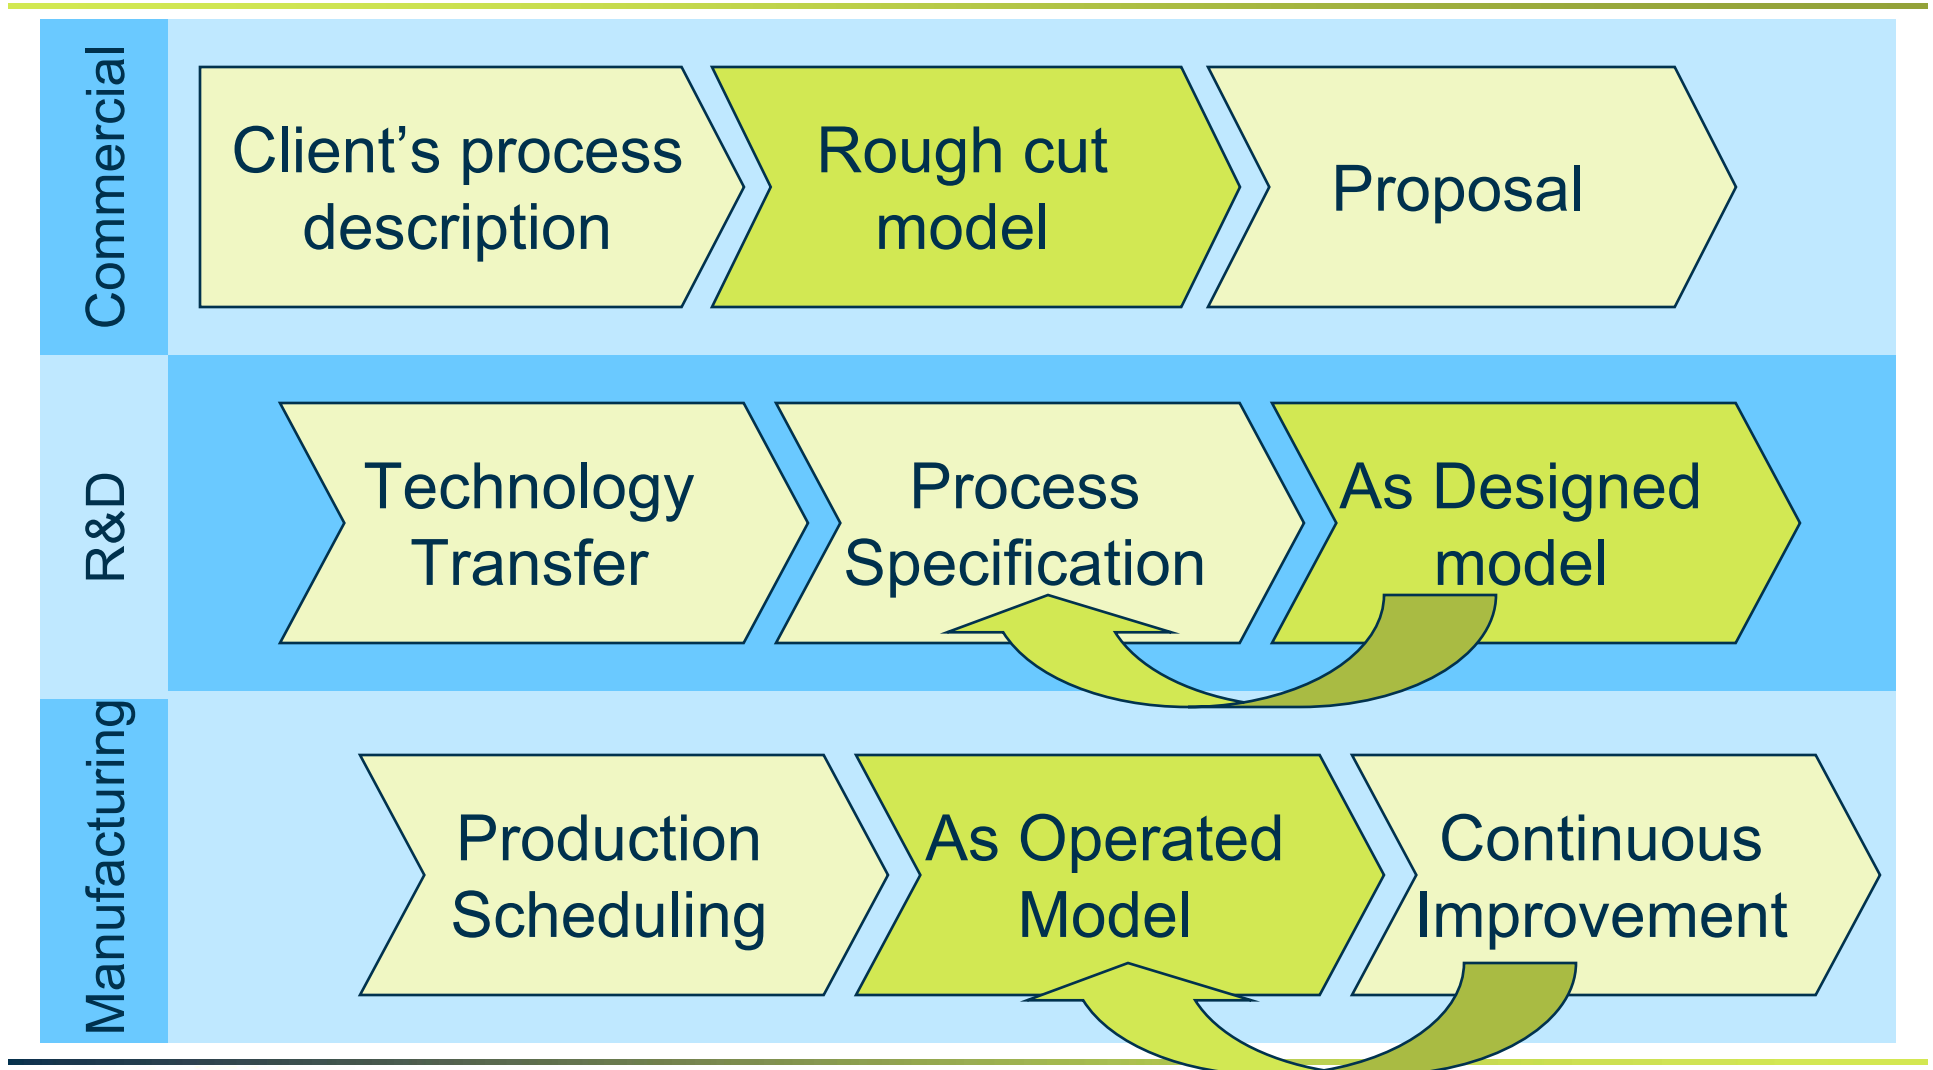 Commercial
Client’s process
description
Rough cut
model
Proposal
R&D
Technology
Transfer
Process
Specification
As Designed
model
Manufacturing
Production
Scheduling
As Operated
Model
Continuous
Improvement